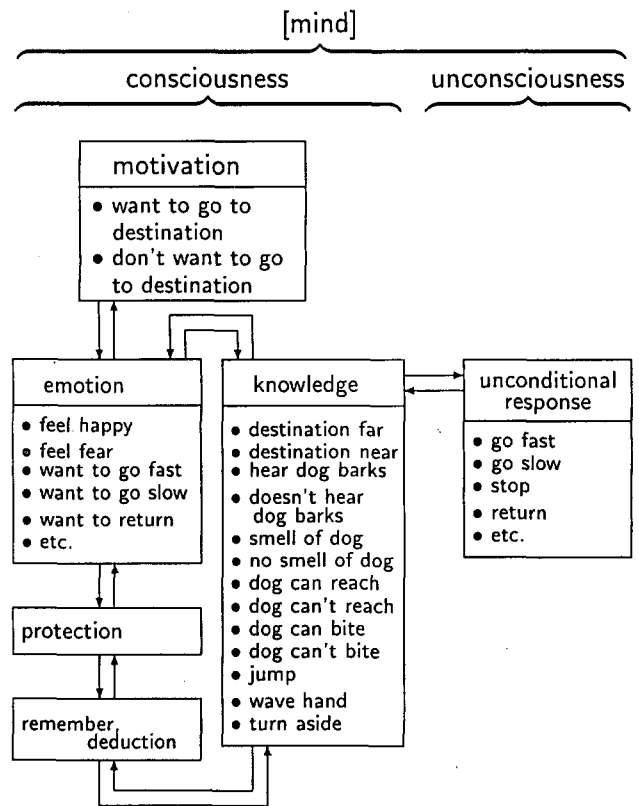 [mind]
consciousness
unconsciousness
motivation
• want to go to
destination
• don't want to go
to destination
emotion
• feel happy
• feel fear
• want to go fast
• want to go slow
• want to return
• etc.
protection
remember,
deduction
knowledge
• destination far
• destination near
• hear dog barks
• doesn't hear
dog barks
• smell of dog
• no smell of dog
• dog can reach
• dog can't reach
• dog can bite
• dog can't bite
• jump
• wave hand
• turn aside
unconditional
response
• go fast
• go slow
• stop
• return
• etc.